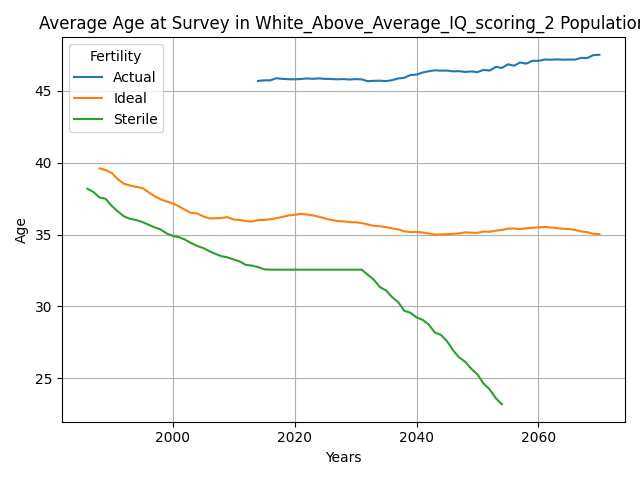 Average Age at Survey in White_Above_Average_IQ_scoring_2 Population
Fertility
Actual
Ideal
Sterile
45
40
35
30
25
Age
2000
2020
2040
2060
Years